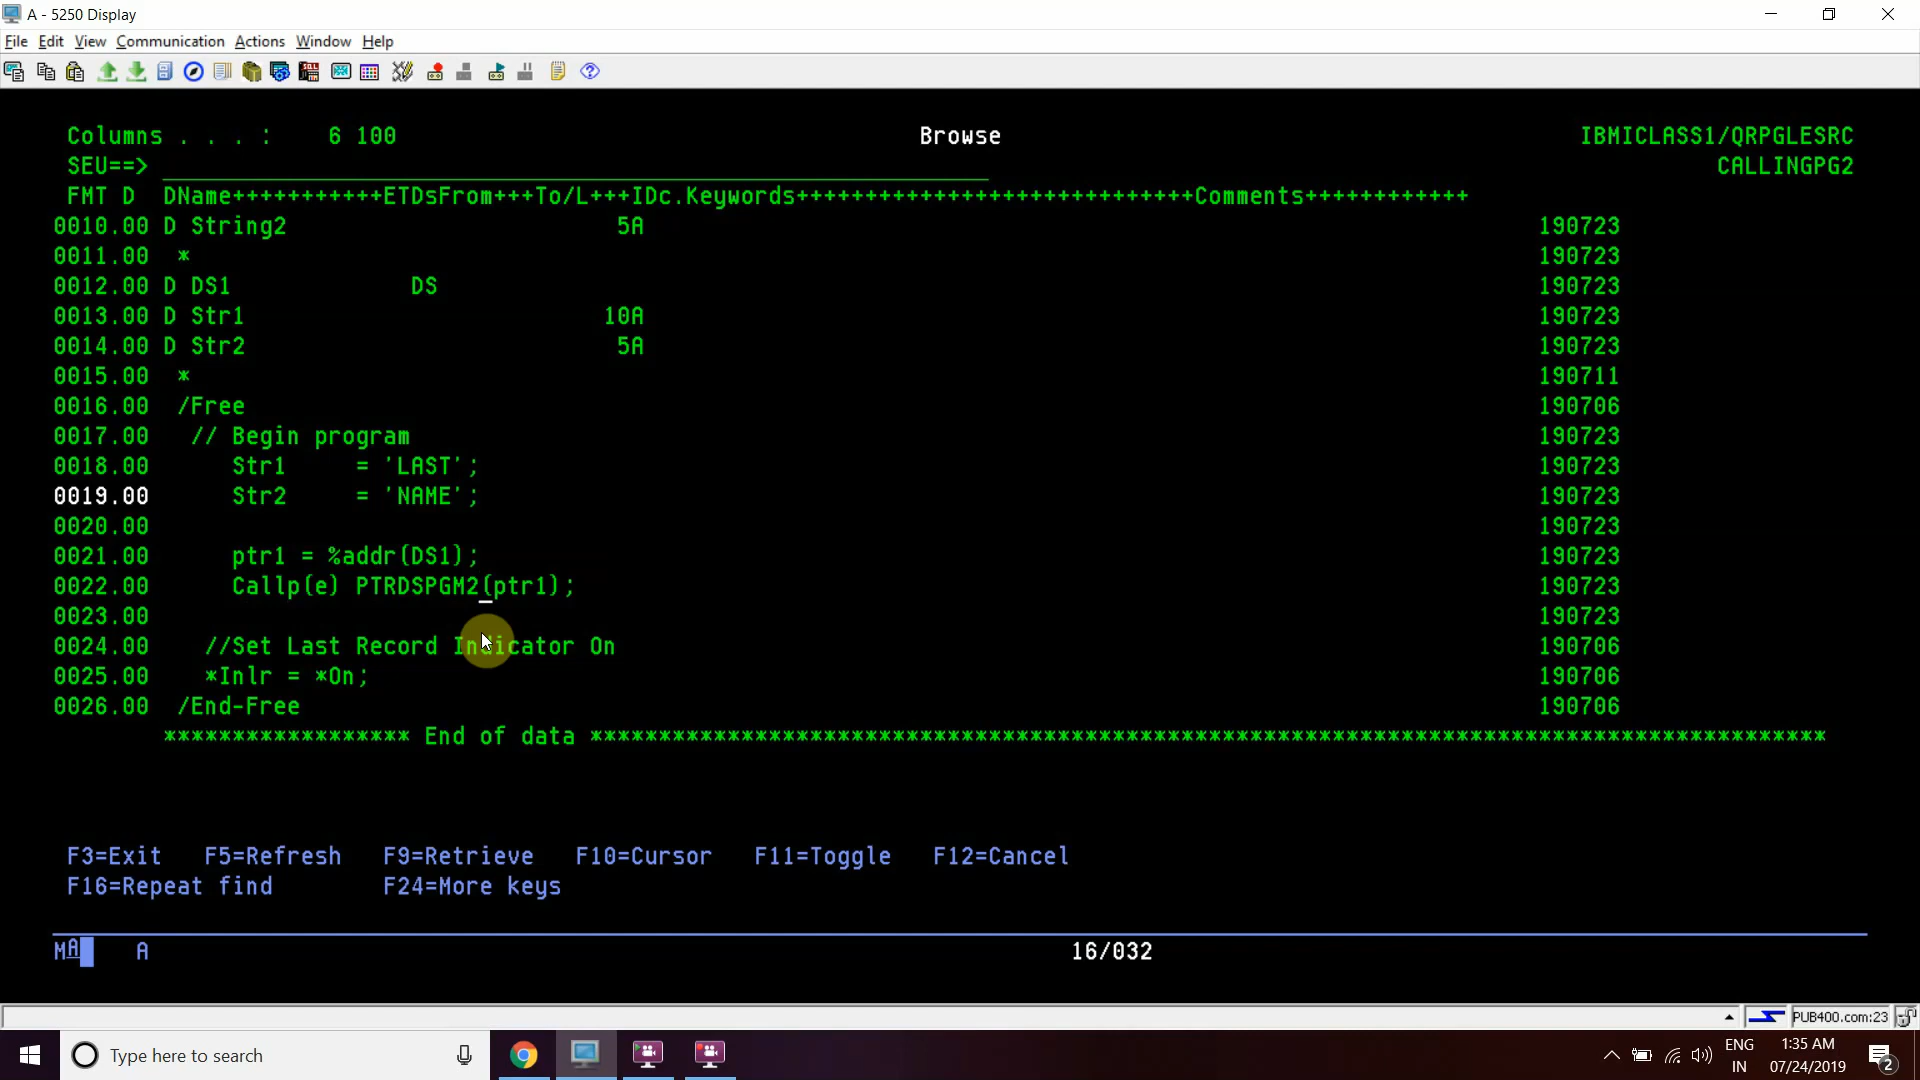 A - 5250 Display
File Edit View Communication Actions Window Help
Columns . . . :    6 100    Browse    IBMICLASS1/QRPGLESRC
SEU==>    CALLINGPG2
FMT D  DName+++++++++++ETDsFrom+++To/L+++IDc.Keywords+++++++++++++++++++++++++++++Comments++++++++++++
0010.00 D String2                        5A    190723
0011.00  *    190723
0012.00 D DS1             DS    190723
0013.00 D Str1                          10A    190723
0014.00 D Str2                           5A    190723
0015.00  *    190711
0016.00  /Free    190706
0017.00   // Begin program    190723
0018.00      Str1     = 'LAST';    190723
0019.00      Str2     = 'NAME';    190723
0020.00    190723
0021.00      ptr1 = %addr(DS1);    190723
0022.00      Callp(e) PTRDSPGM2(ptr1);    190723
0023.00    190723
0024.00    //Set Last Record Indicator On    190706
0025.00    *Inlr = *On;    190706
0026.00  /End-Free    190706
****************** End of data ******************************************************************************************
F3=Exit   F5=Refresh   F9=Retrieve   F10=Cursor   F11=Toggle   F12=Cancel
F16=Repeat find        F24=More keys
MA    A    16/032
PUB400.com:23
Type here to search
ENG
IN
1:35 AM
07/24/2019
2